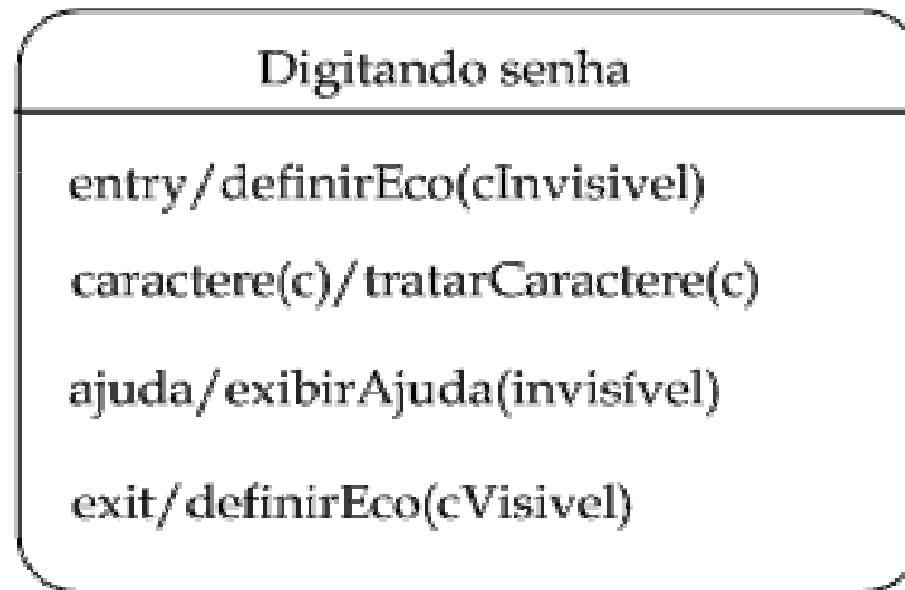 Digitando senha
entry/definirEco(cInvisivel)
caractere(c)/tratarCaractere(c)
ajuda/exibirAjuda(invisível)
exit/definirEco(cVisivel)